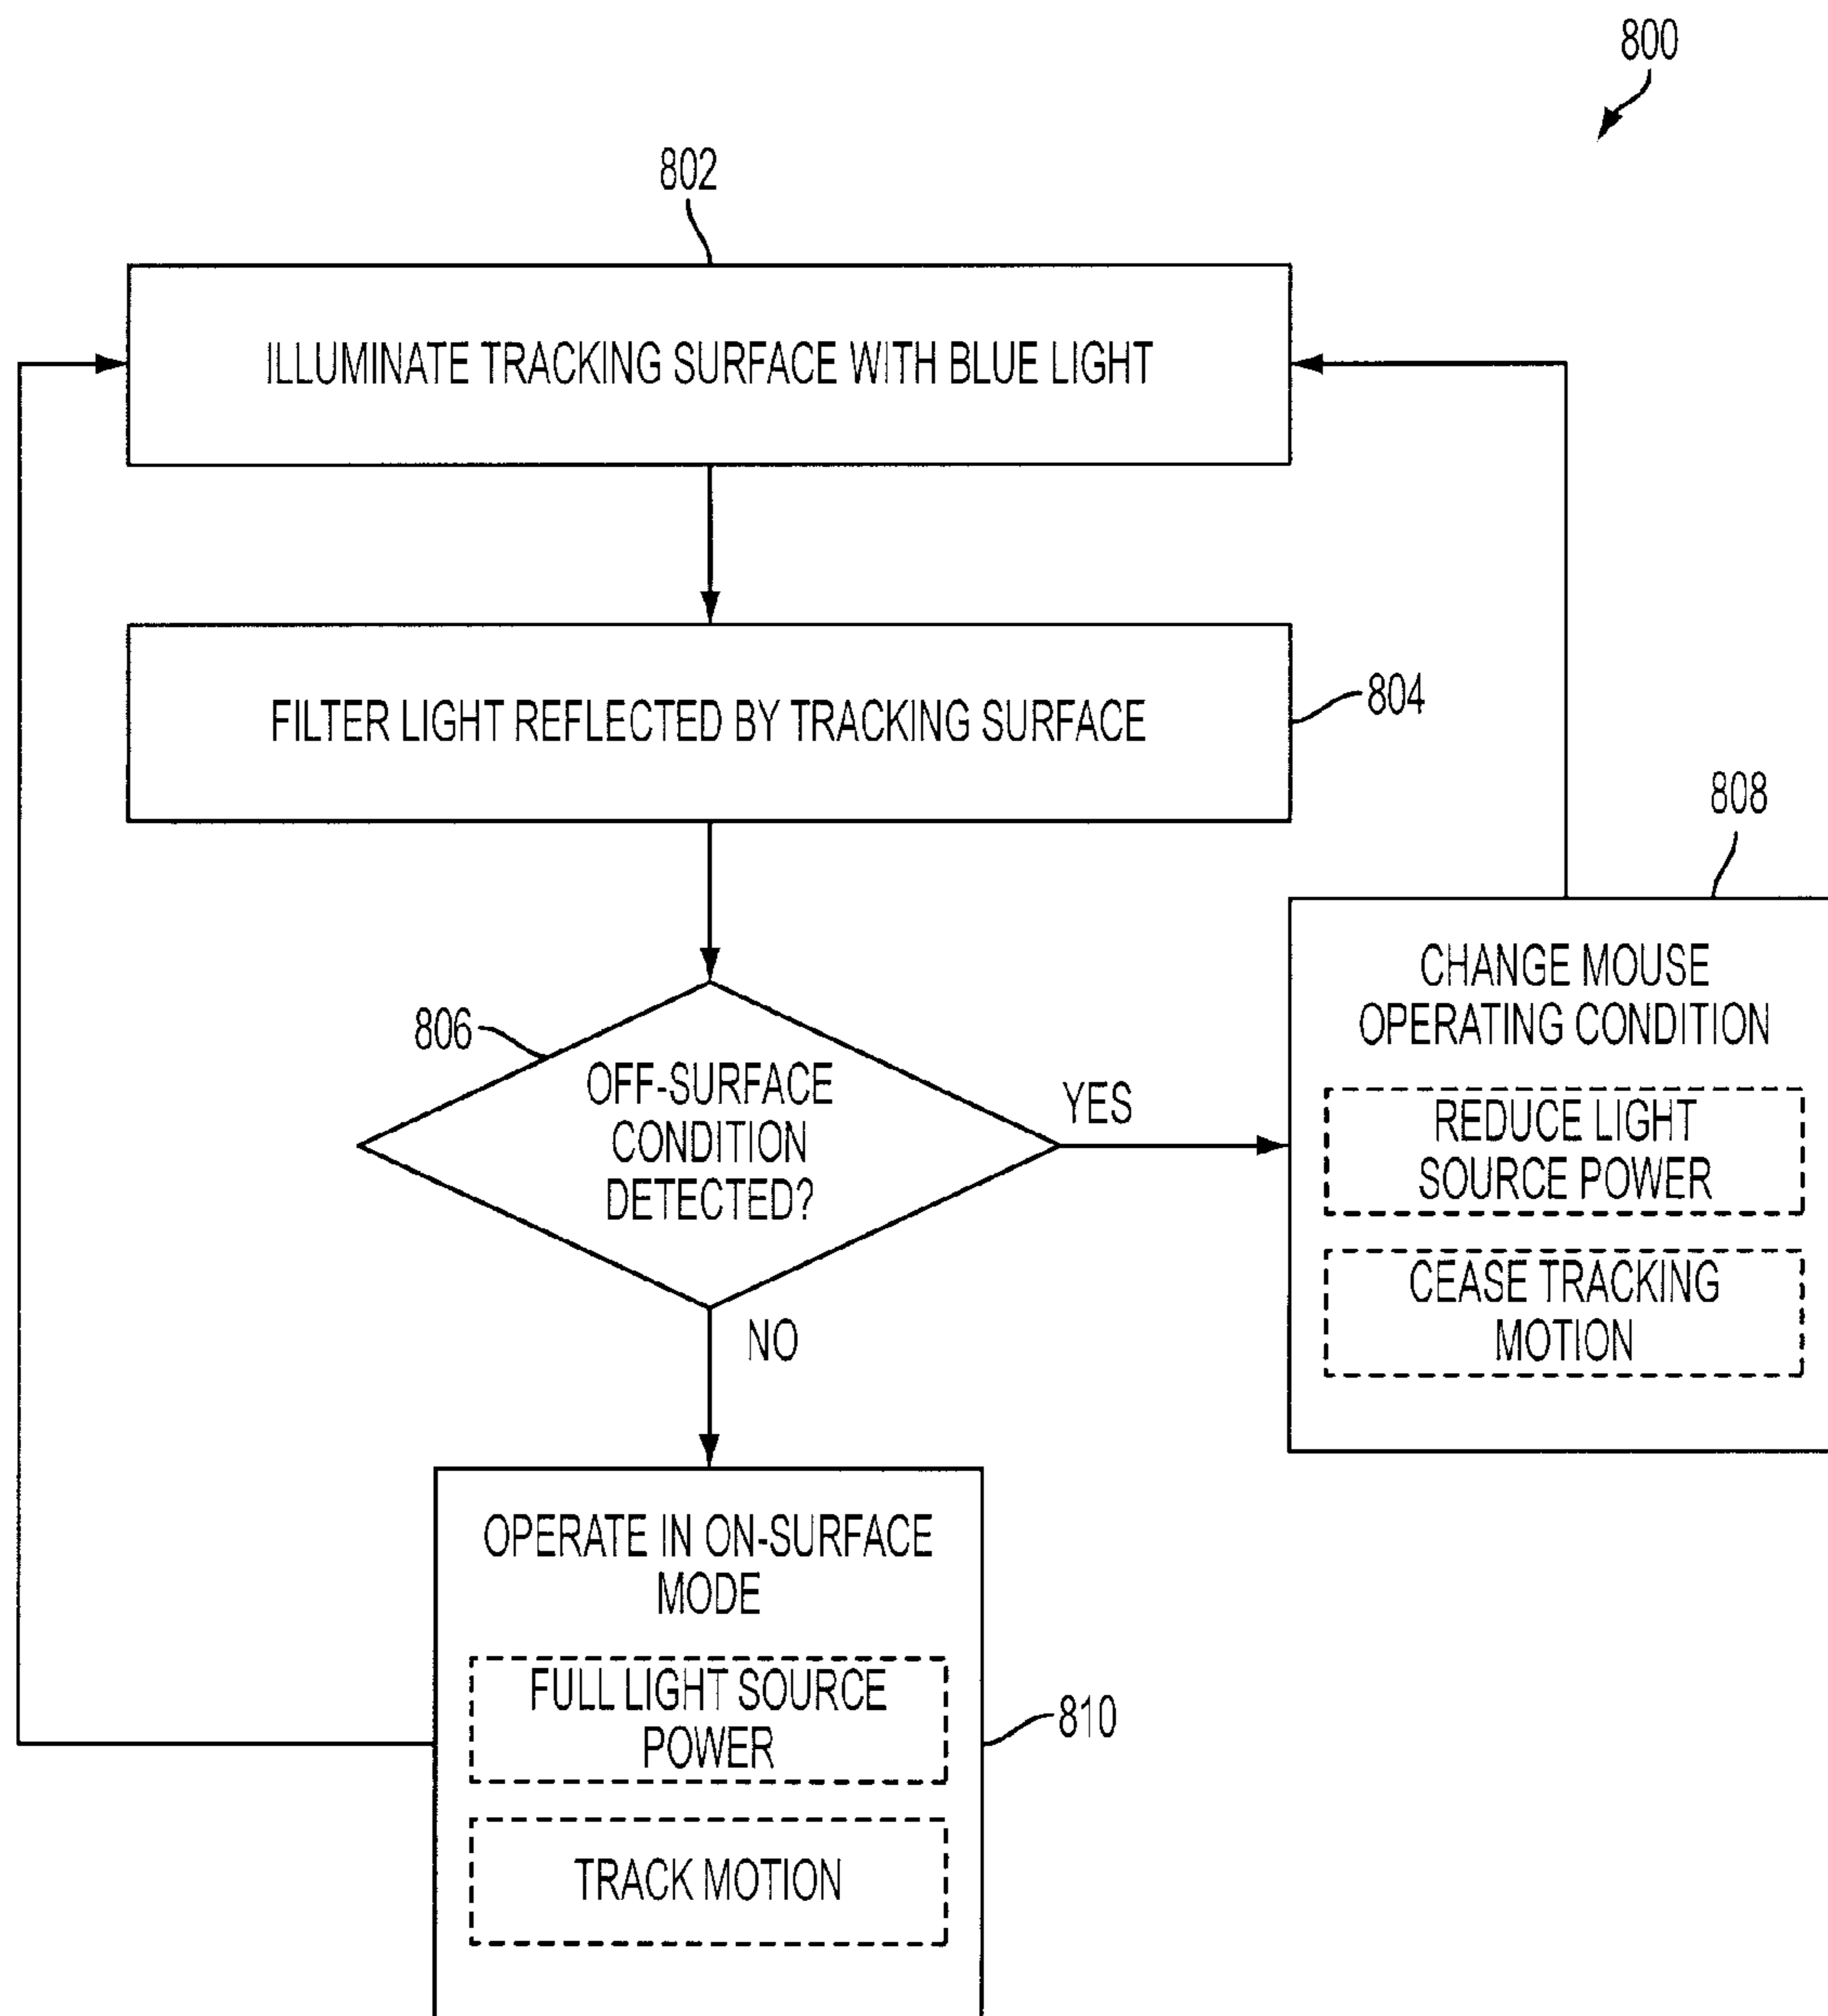 800
802
ILLUMINATE TRACKING SURFACE WITH BLUE LIGHT
FILTER LIGHT REFLECTED BY TRACKING SURFACE
804
806
OFF-SURFACE
CONDITION
DETECTED?
YES
NO
808
CHANGE MOUSE
OPERATING CONDITION
REDUCE LIGHT
SOURCE POWER
CEASE TRACKING
MOTION
OPERATE IN ON-SURFACE
MODE
FULL LIGHT SOURCE
POWER
810
TRACK MOTION